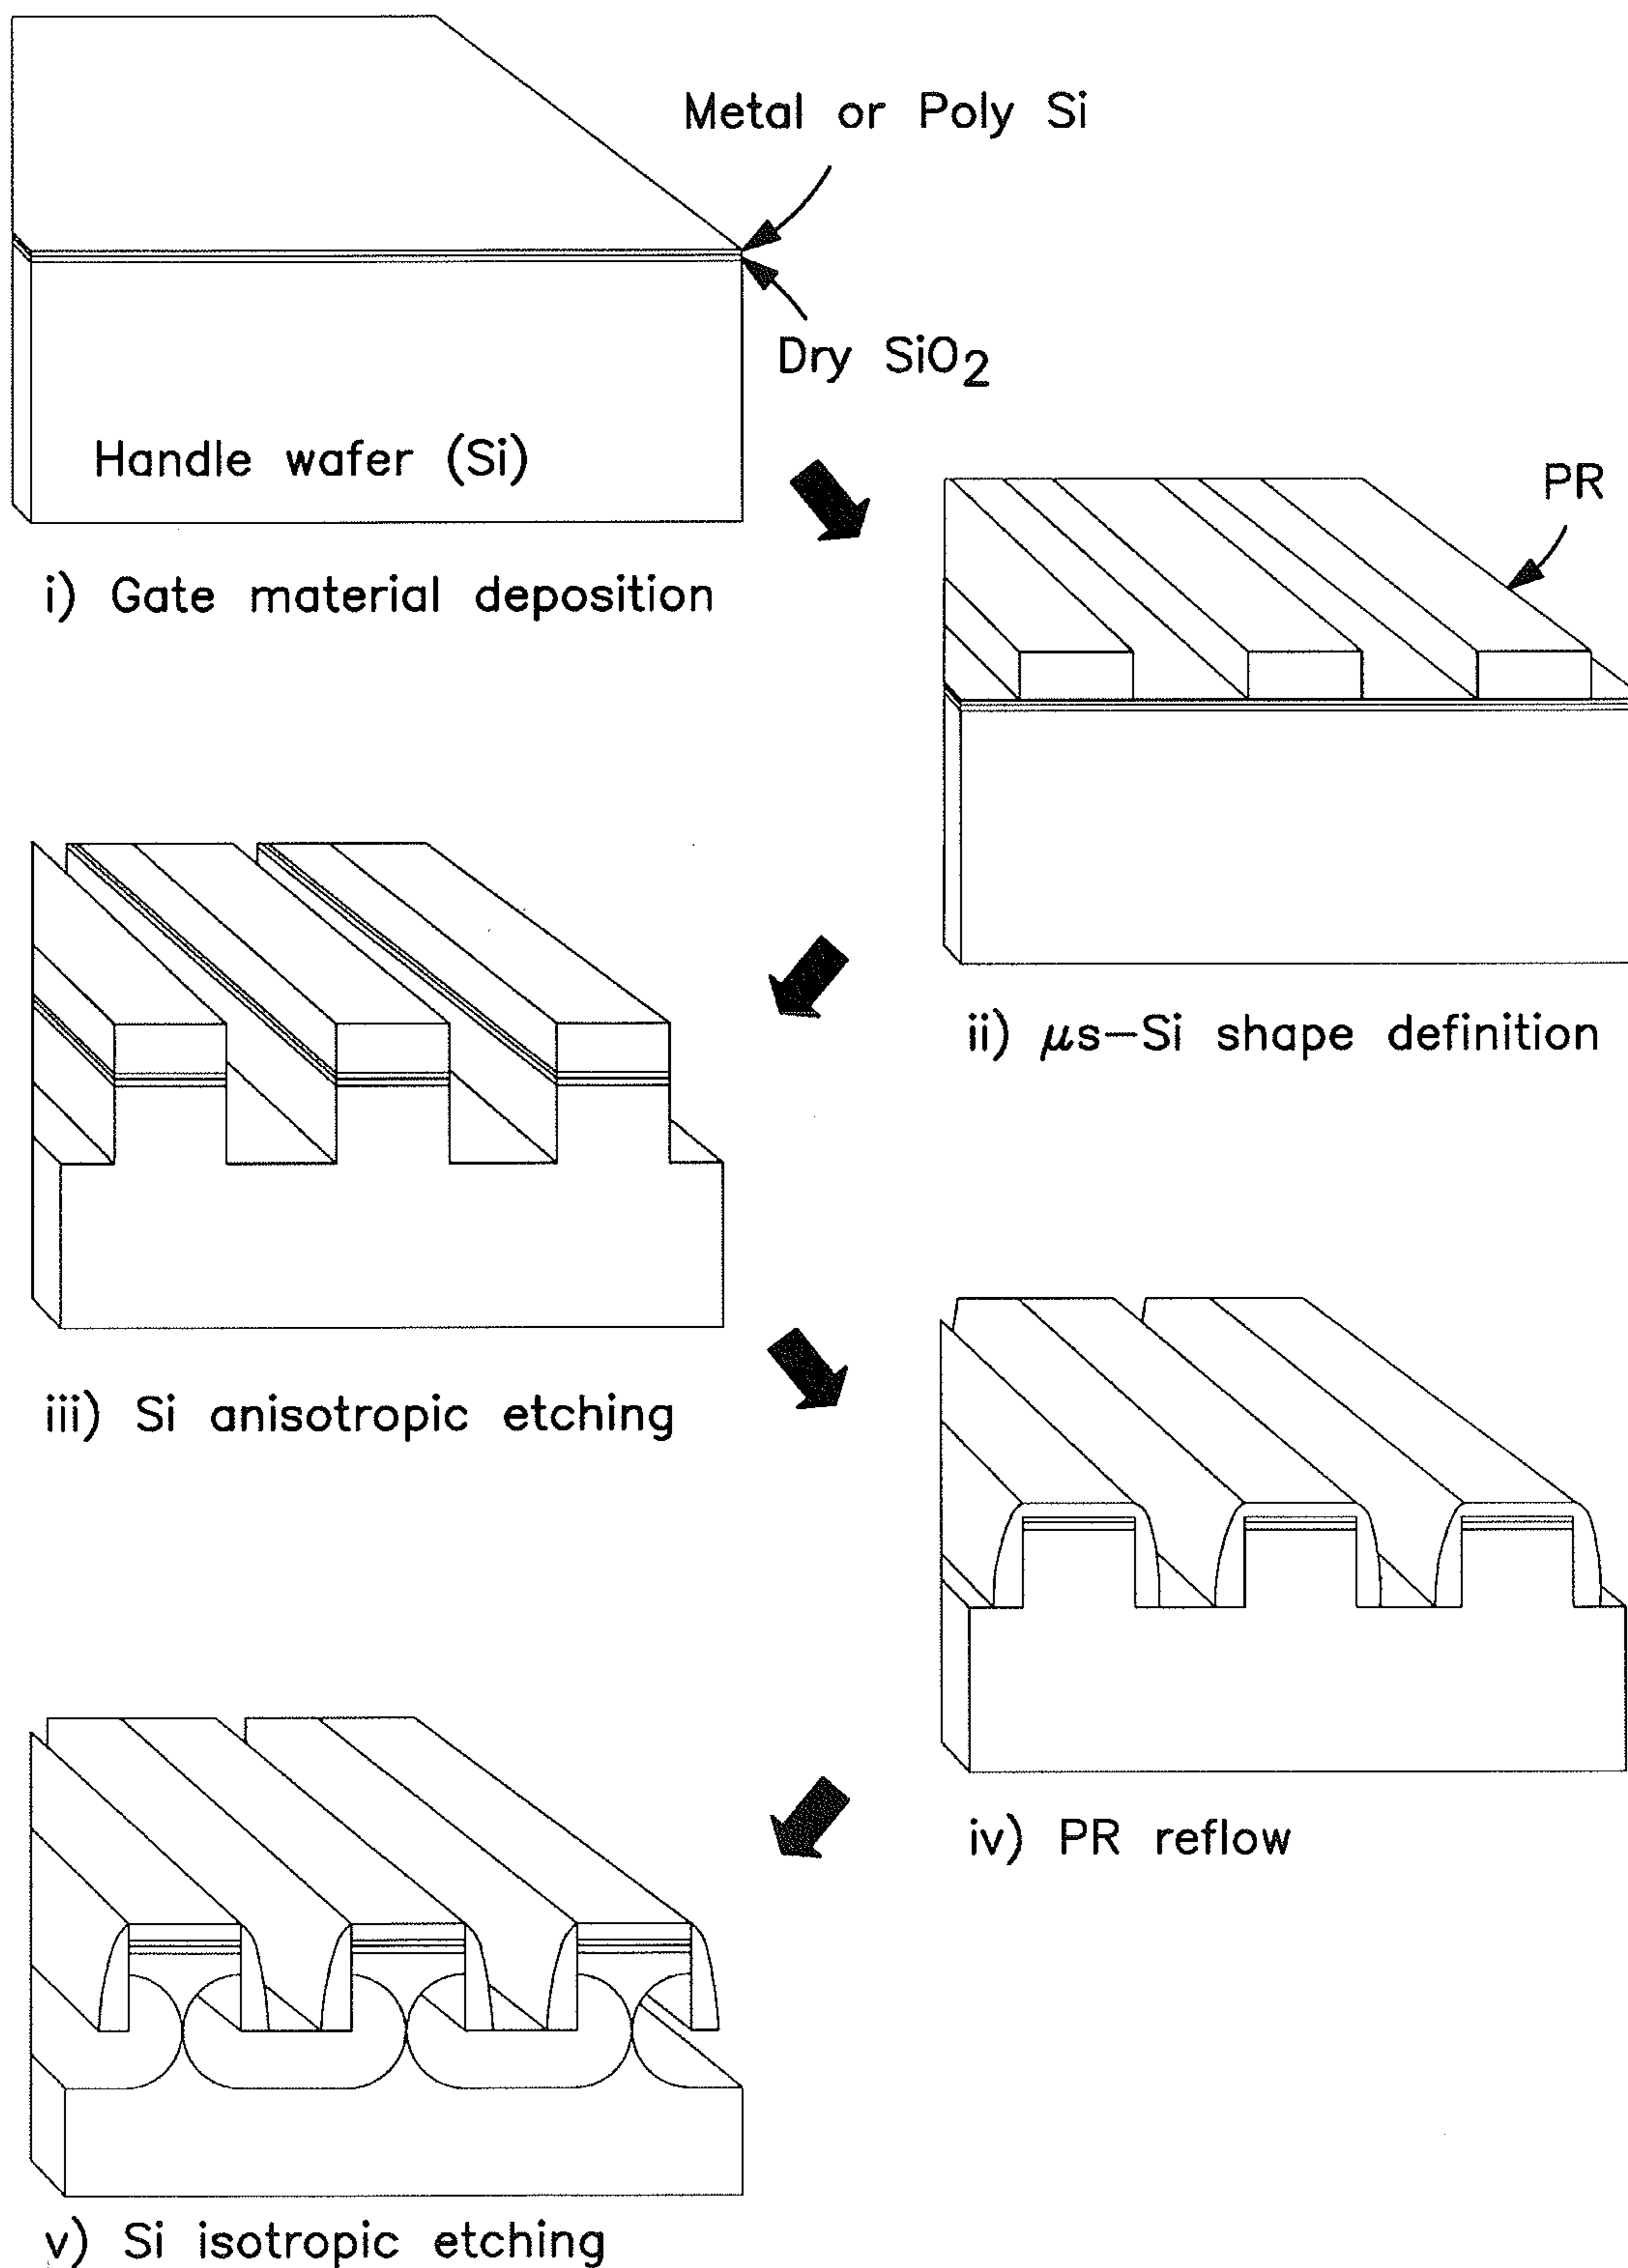 Metal or Poly Si
Dry SiO₂
Handle wafer (Si)
i) Gate material deposition
PR
ii) μs–Si shape definition
iii) Si anisotropic etching
iv) PR reflow
v) Si isotropic etching